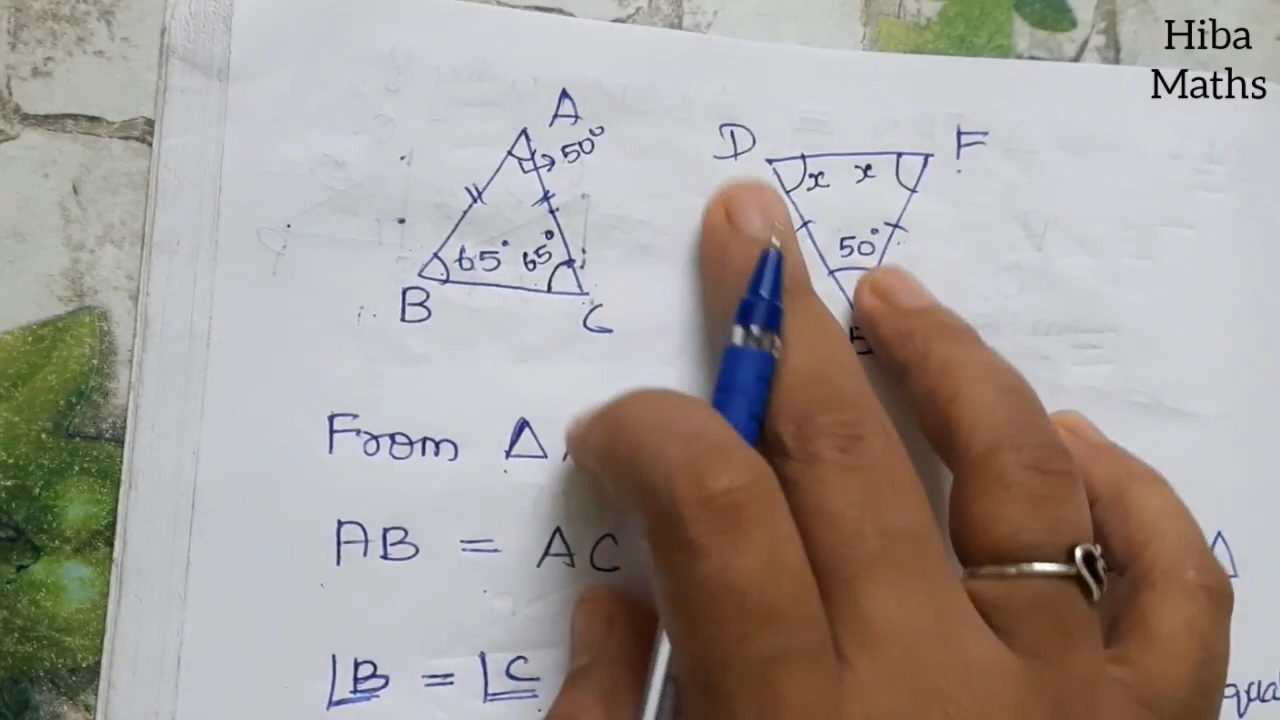 Hiba
Maths
A
50°
65° 65°
B C
D F
x x
50°
E
From Δ
AB = AC
Δ
∠B = ∠C